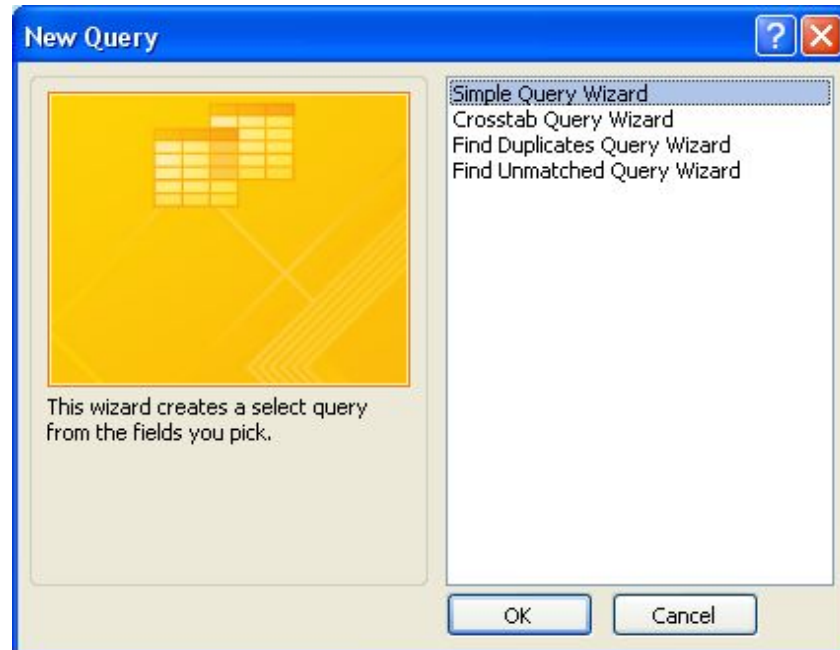 New Query
Simple Query Wizard
Crosstab Query Wizard
Find Duplicates Query Wizard
Find Unmatched Query Wizard
This wizard creates a select query
from the fields you pick.
OK
Cancel